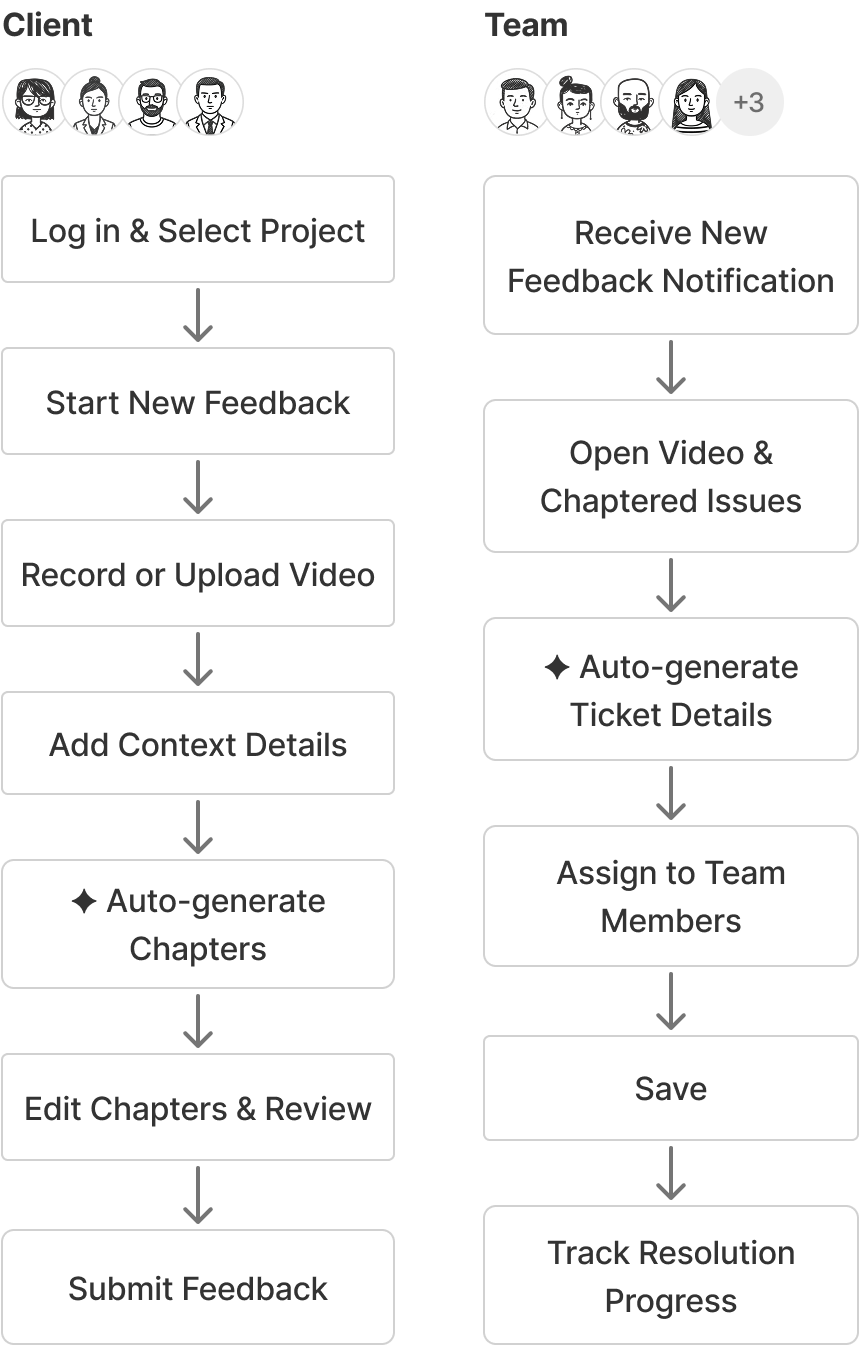 Client
Log in & Select Project
Start New Feedback
Record or Upload Video
Add Context Details
✦ Auto-generate
Chapters
Edit Chapters & Review
Submit Feedback
Team
+3
Receive New
Feedback Notification
Open Video &
Chaptered Issues
✦ Auto-generate
Ticket Details
Assign to Team
Members
Save
Track Resolution
Progress